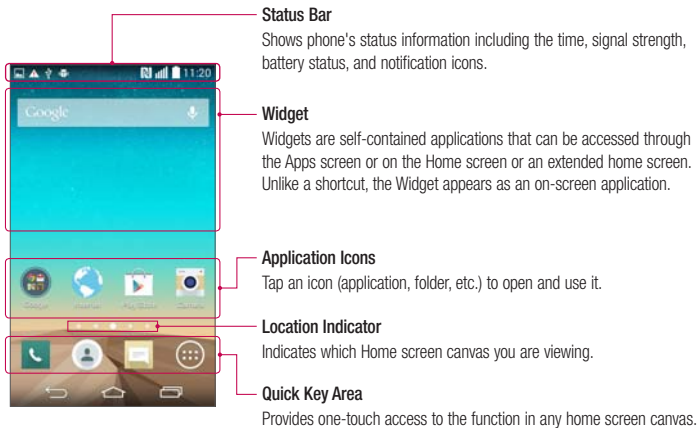 Status Bar
Shows phone's status information including the time, signal strength,
battery status, and notification icons.
11:20
Google
Widget
Widgets are self-contained applications that can be accessed through
the Apps screen or on the Home screen or an extended home screen.
Unlike a shortcut, the Widget appears as an on-screen application.
Application Icons
Tap an icon (application, folder, etc.) to open and use it.
Google Play Store Camera
Location Indicator
Indicates which Home screen canvas you are viewing.
Quick Key Area
Provides one-touch access to the function in any home screen canvas.